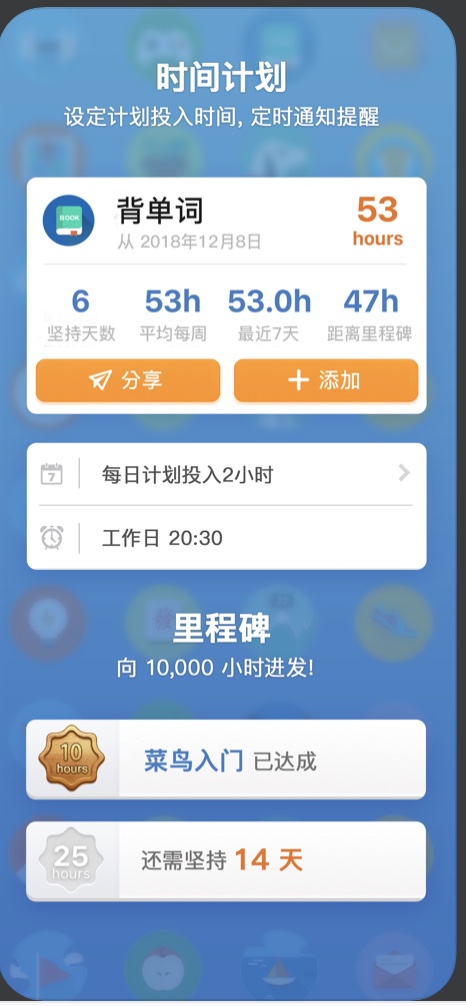 时间计划
设定计划投入时间, 定时通知提醒
BOOK
背单词
从 2018年12月8日
53
hours
6
坚持天数
53h
平均每周
53.0h
最近7天
47h
距离里程碑
分享
添加
7
每日计划投入2小时
工作日 20:30
里程碑
向 10,000 小时进发!
10
hours
菜鸟入门 已达成
25
hours
还需坚持 14 天